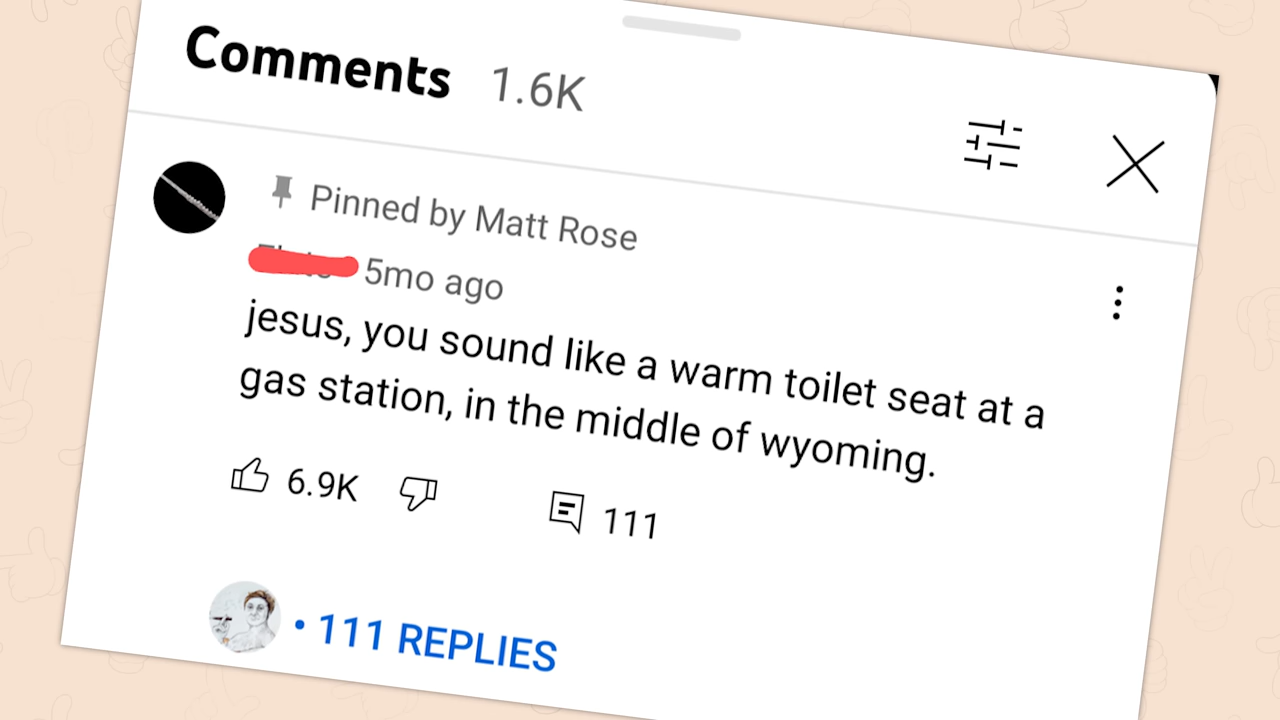 Comments 1.6K
Pinned by Matt Rose
5mo ago
jesus, you sound like a warm toilet seat at a
gas station, in the middle of wyoming.
6.9K 111
• 111 REPLIES